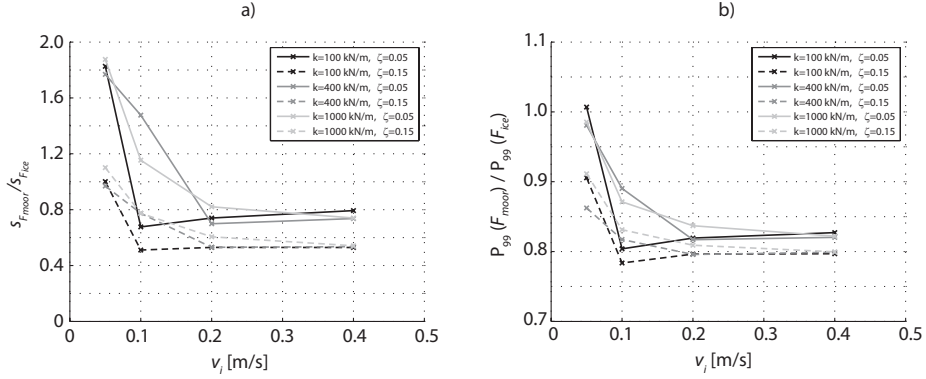 a)
2.0
1.6
1.2
0.8
0.4
0
s_Fmoor/s_Fice
k=100 kN/m, ζ=0.05
k=100 kN/m, ζ=0.15
k=400 kN/m, ζ=0.05
k=400 kN/m, ζ=0.15
k=1000 kN/m, ζ=0.05
k=1000 kN/m, ζ=0.15
0 0.1 0.2 0.3 0.4 0.5
v_i [m/s]
b)
1.1
1.0
0.9
0.8
0.7
P_99 (F_moor) / P_99 (F_ice)
k=100 kN/m, ζ=0.05
k=100 kN/m, ζ=0.15
k=400 kN/m, ζ=0.05
k=400 kN/m, ζ=0.15
k=1000 kN/m, ζ=0.05
k=1000 kN/m, ζ=0.15
0 0.1 0.2 0.3 0.4 0.5
v_i [m/s]